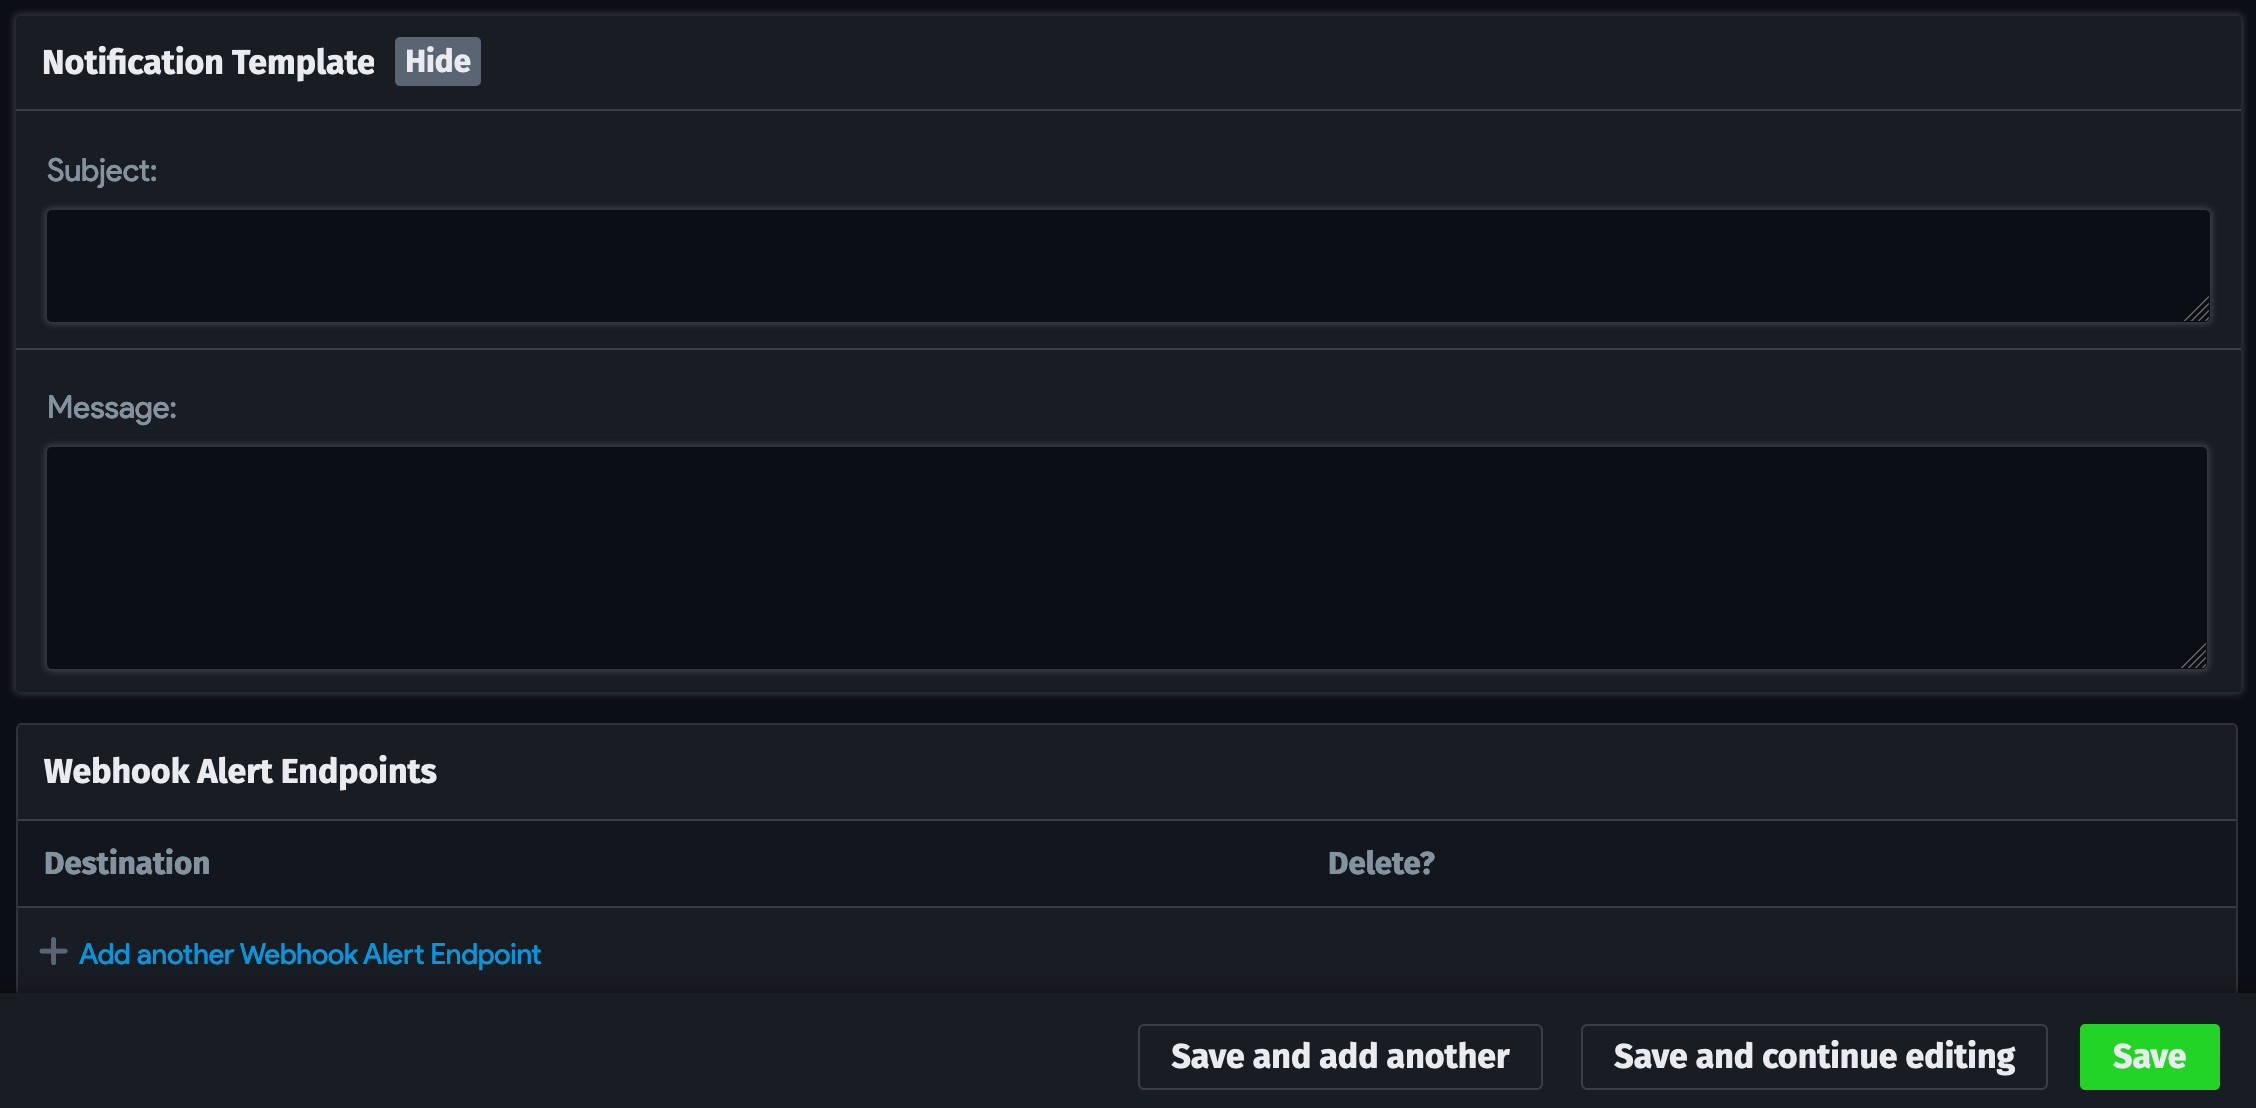 Notification Template Hide
Subject:
Message:
Webhook Alert Endpoints
Destination Delete?
Add another Webhook Alert Endpoint
Save and add another Save and continue editing Save